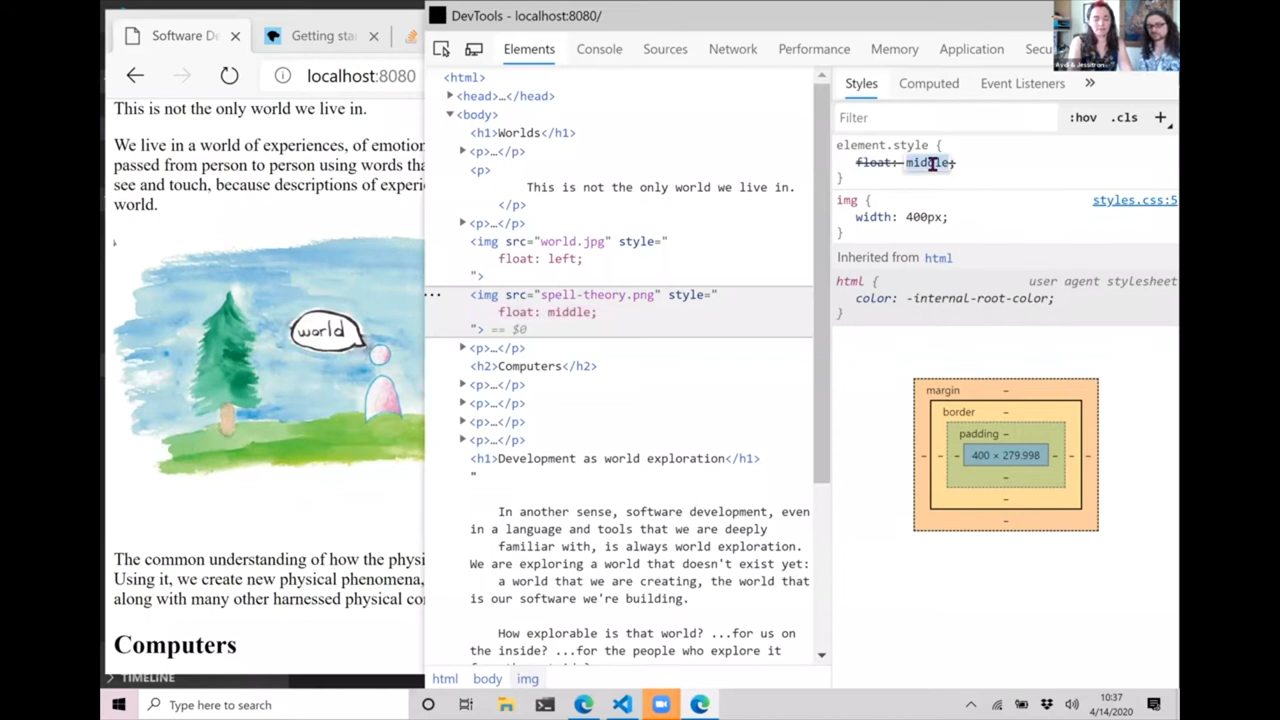 DevTools - localhost:8080/
Software De
Getting sta
localhost:8080
Elements Console Sources Network Performance Memory Application Secu
Avdi & Jessitron
This is not the only world we live in.
We live in a world of experiences, of emotion
passed from person to person using words tha
see and touch, because descriptions of experi
world.
world
The common understanding of how the physi
Using it, we create new physical phenomena,
along with many other harnessed physical co
Computers
TIMELINE
<html>
<head>…</head>
<body>
<h1>Worlds</h1>
<p>…</p>
<p>
This is not the only world we live in.
</p>
<p>…</p>
<img src="world.jpg" style="
float: left;
">
<img src="spell-theory.png" style="
float: middle;
"> == $0
<p>…</p>
<h2>Computers</h2>
<p>…</p>
<p>…</p>
<p>…</p>
<p>…</p>
<h1>Development as world exploration</h1>
"
In another sense, software development, even
in a language and tools that we are deeply
familiar with, is always world exploration.
We are exploring a world that doesn't exist yet:
a world that we are creating, the world that
is our software we're building.
How explorable is that world? ...for us on
the inside? ...for the people who explore it
html body img
Styles Computed Event Listeners »
Filter :hov .cls +
element.style {
float: middle;
}
img { styles.css:5
width: 400px;
}
Inherited from html
html { user agent stylesheet
color: -internal-root-color;
}
margin –
border –
padding –
– – – 400 × 279.998 – – –
–
–
–
Type here to search
10:37
4/14/2020